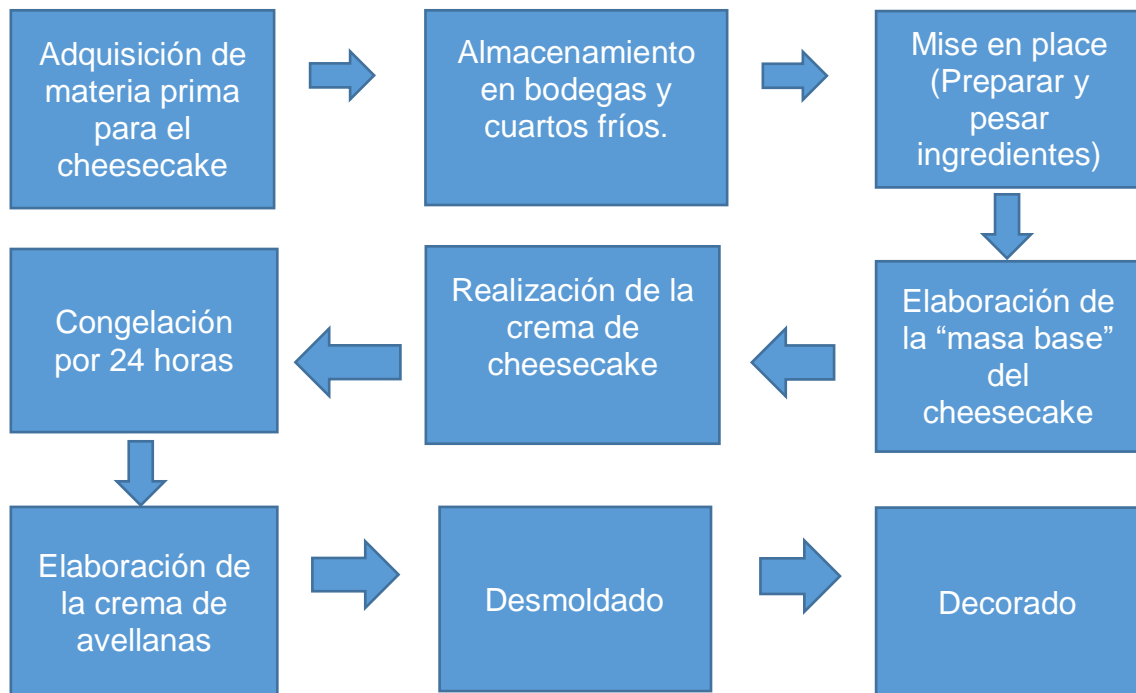 Adquisición de
materia prima
para el
cheesecake
Almacenamiento
en bodegas y
cuartos fríos.
Mise en place
(Preparar y
pesar
ingredientes)
Elaboración de
la “masa base”
del
cheesecake
Realización de la
crema de
cheesecake
Congelación
por 24 horas
Elaboración de
la crema de
avellanas
Desmoldado
Decorado